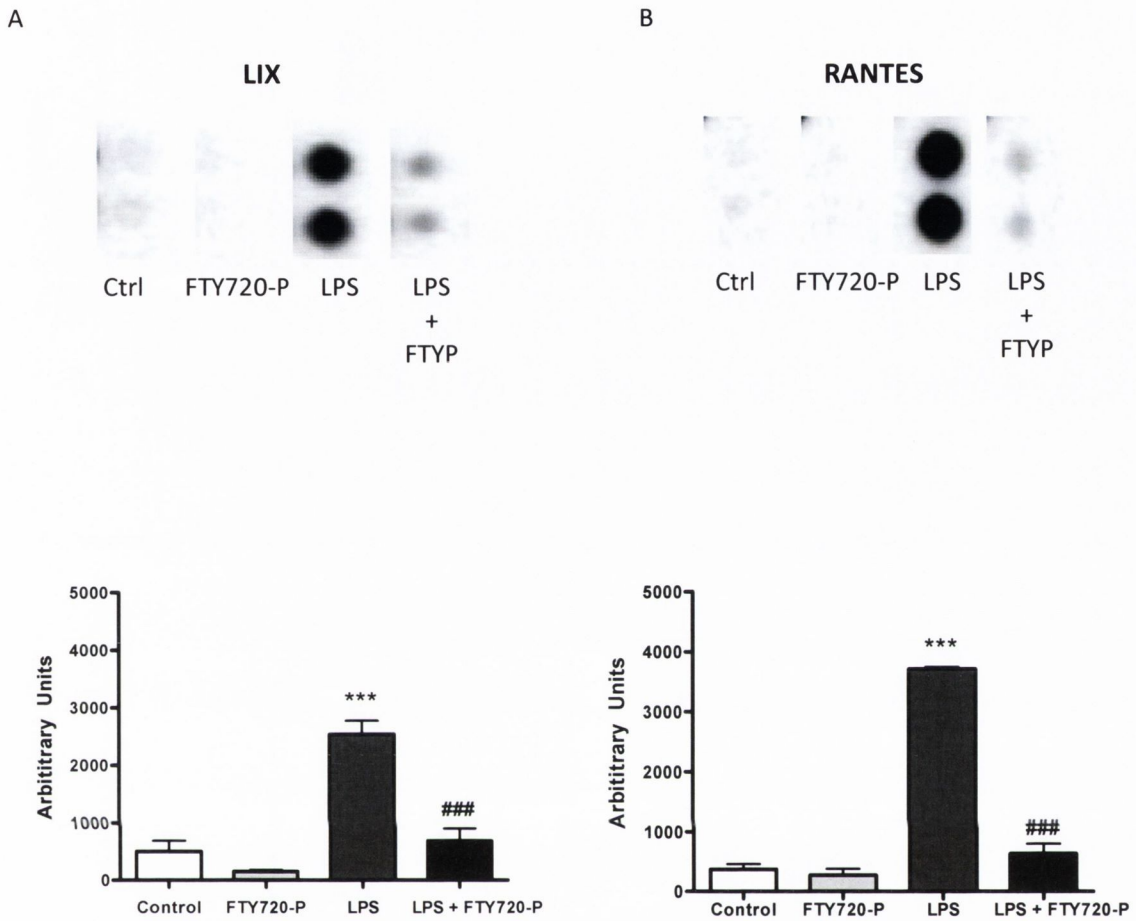 A
B
LIX
RANTES
Ctrl FTY720-P LPS LPS
+
FTYP
Ctrl FTY720-P LPS LPS
+
FTYP
5000
4000
3000
2000
1000
0
Arbititrary Units
***
###
Control FTY720-P LPS LPS + FTY720-P
5000
4000
3000
2000
1000
0
Arbititrary Units
***
###
Control FTY720-P LPS LPS + FTY720-P